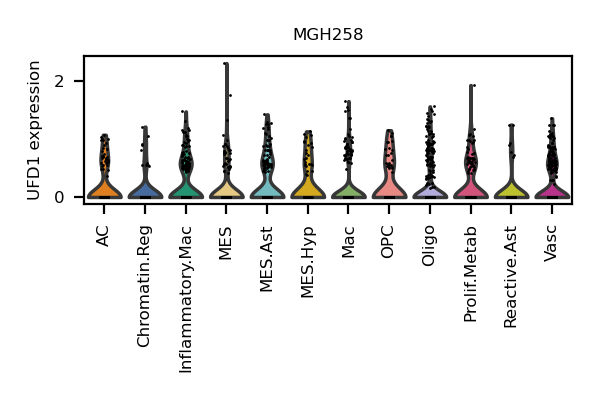 MGH258
UFD1 expression
2
0
AC
Chromatin.Reg
Inflammatory.Mac
MES
MES.Ast
MES.Hyp
Mac
OPC
Oligo
Prolif.Metab
Reactive.Ast
Vasc